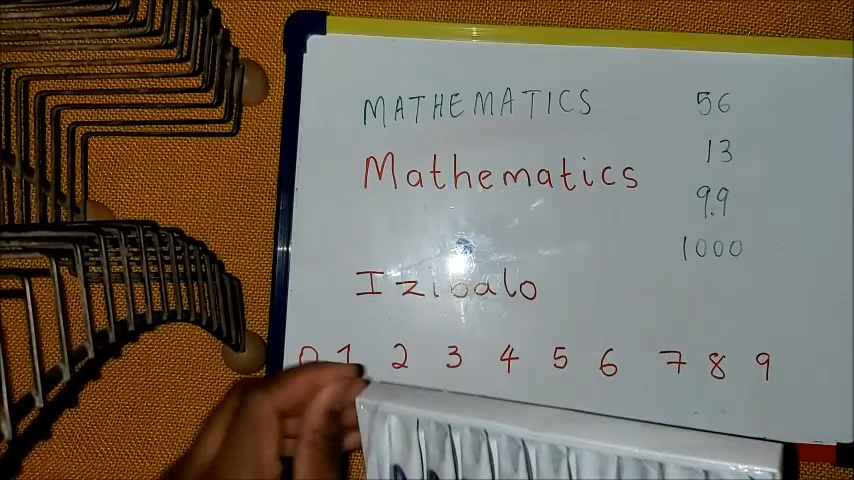 MATHEMATICS 56
Mathematics 13
9.9
1000
Izibalo
0 1 2 3 4 5 6 7 8 9